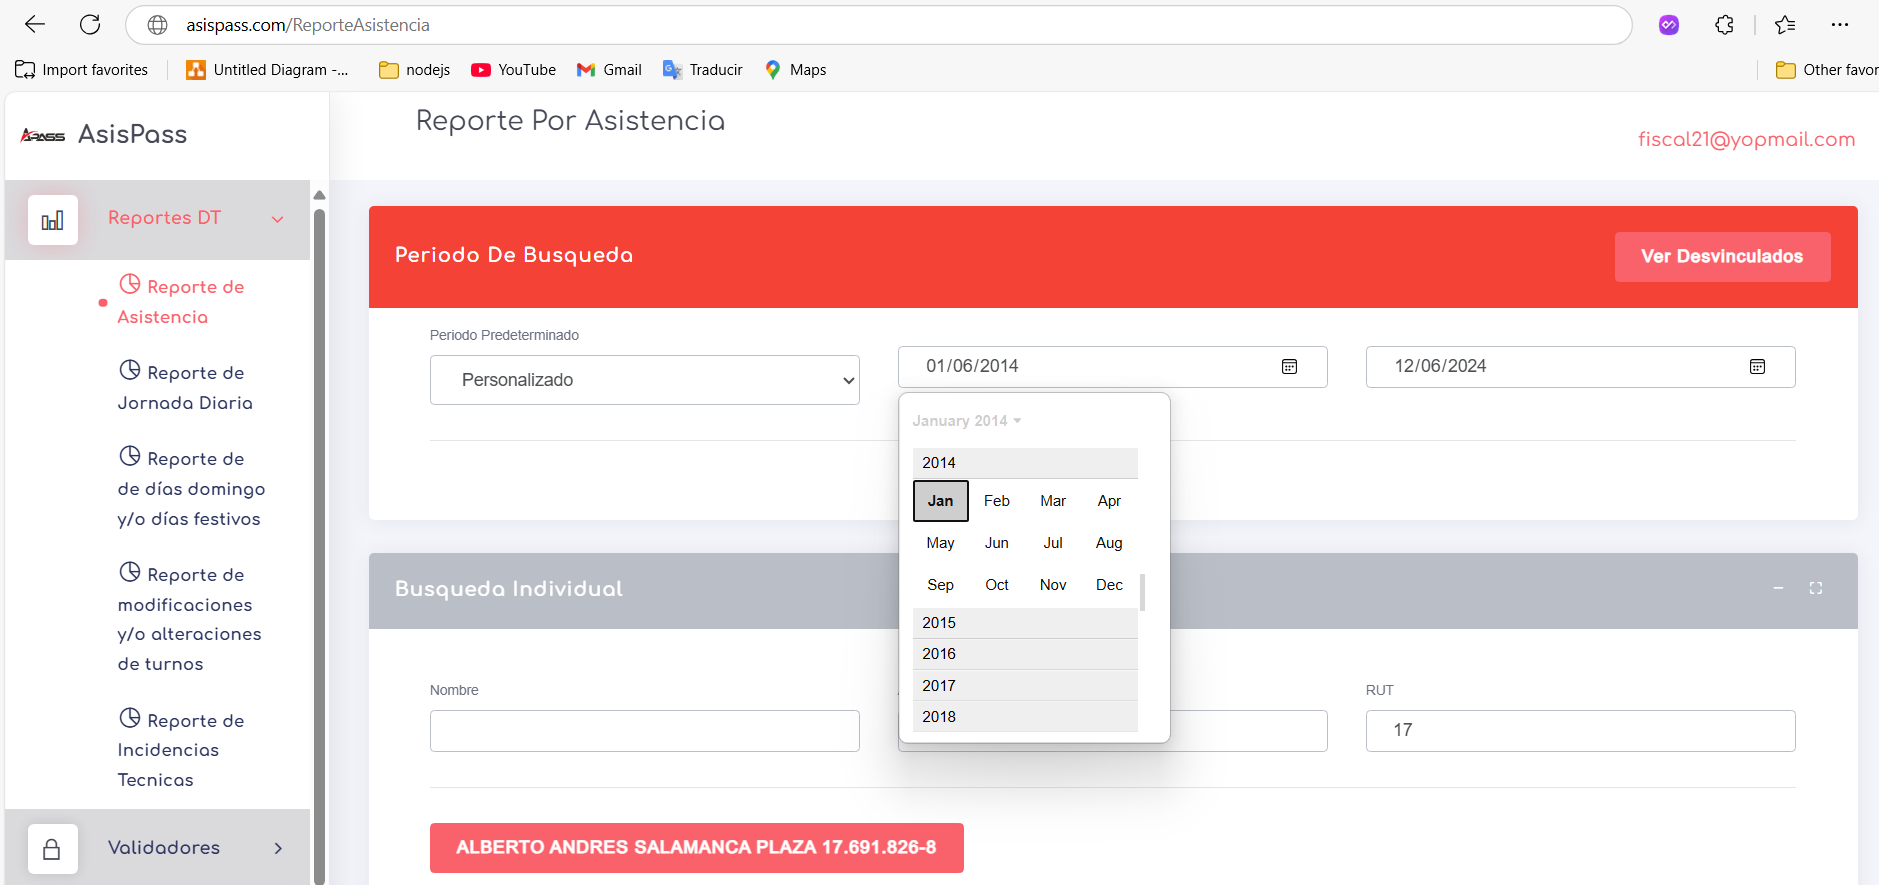 asispass.com/ReporteAsistencia
Import favorites
Untitled Diagram -...
nodejs
YouTube
Gmail
Traducir
Maps
Other favor
APASS
AsisPass
Reporte Por Asistencia
fiscal21@yopmail.com
Reportes DT
Reporte de
Asistencia
Reporte de
Jornada Diaria
Reporte de
de días domingo
y/o días festivos
Reporte de
modificaciones
y/o alteraciones
de turnos
Reporte de
Incidencias
Tecnicas
Validadores
Periodo De Busqueda
Ver Desvinculados
Periodo Predeterminado
Personalizado
01/06/2014
12/06/2024
January 2014
2014
Jan Feb Mar Apr
May Jun Jul Aug
Sep Oct Nov Dec
2015
2016
2017
2018
Busqueda Individual
Nombre
RUT
17
ALBERTO ANDRES SALAMANCA PLAZA 17.691.826-8